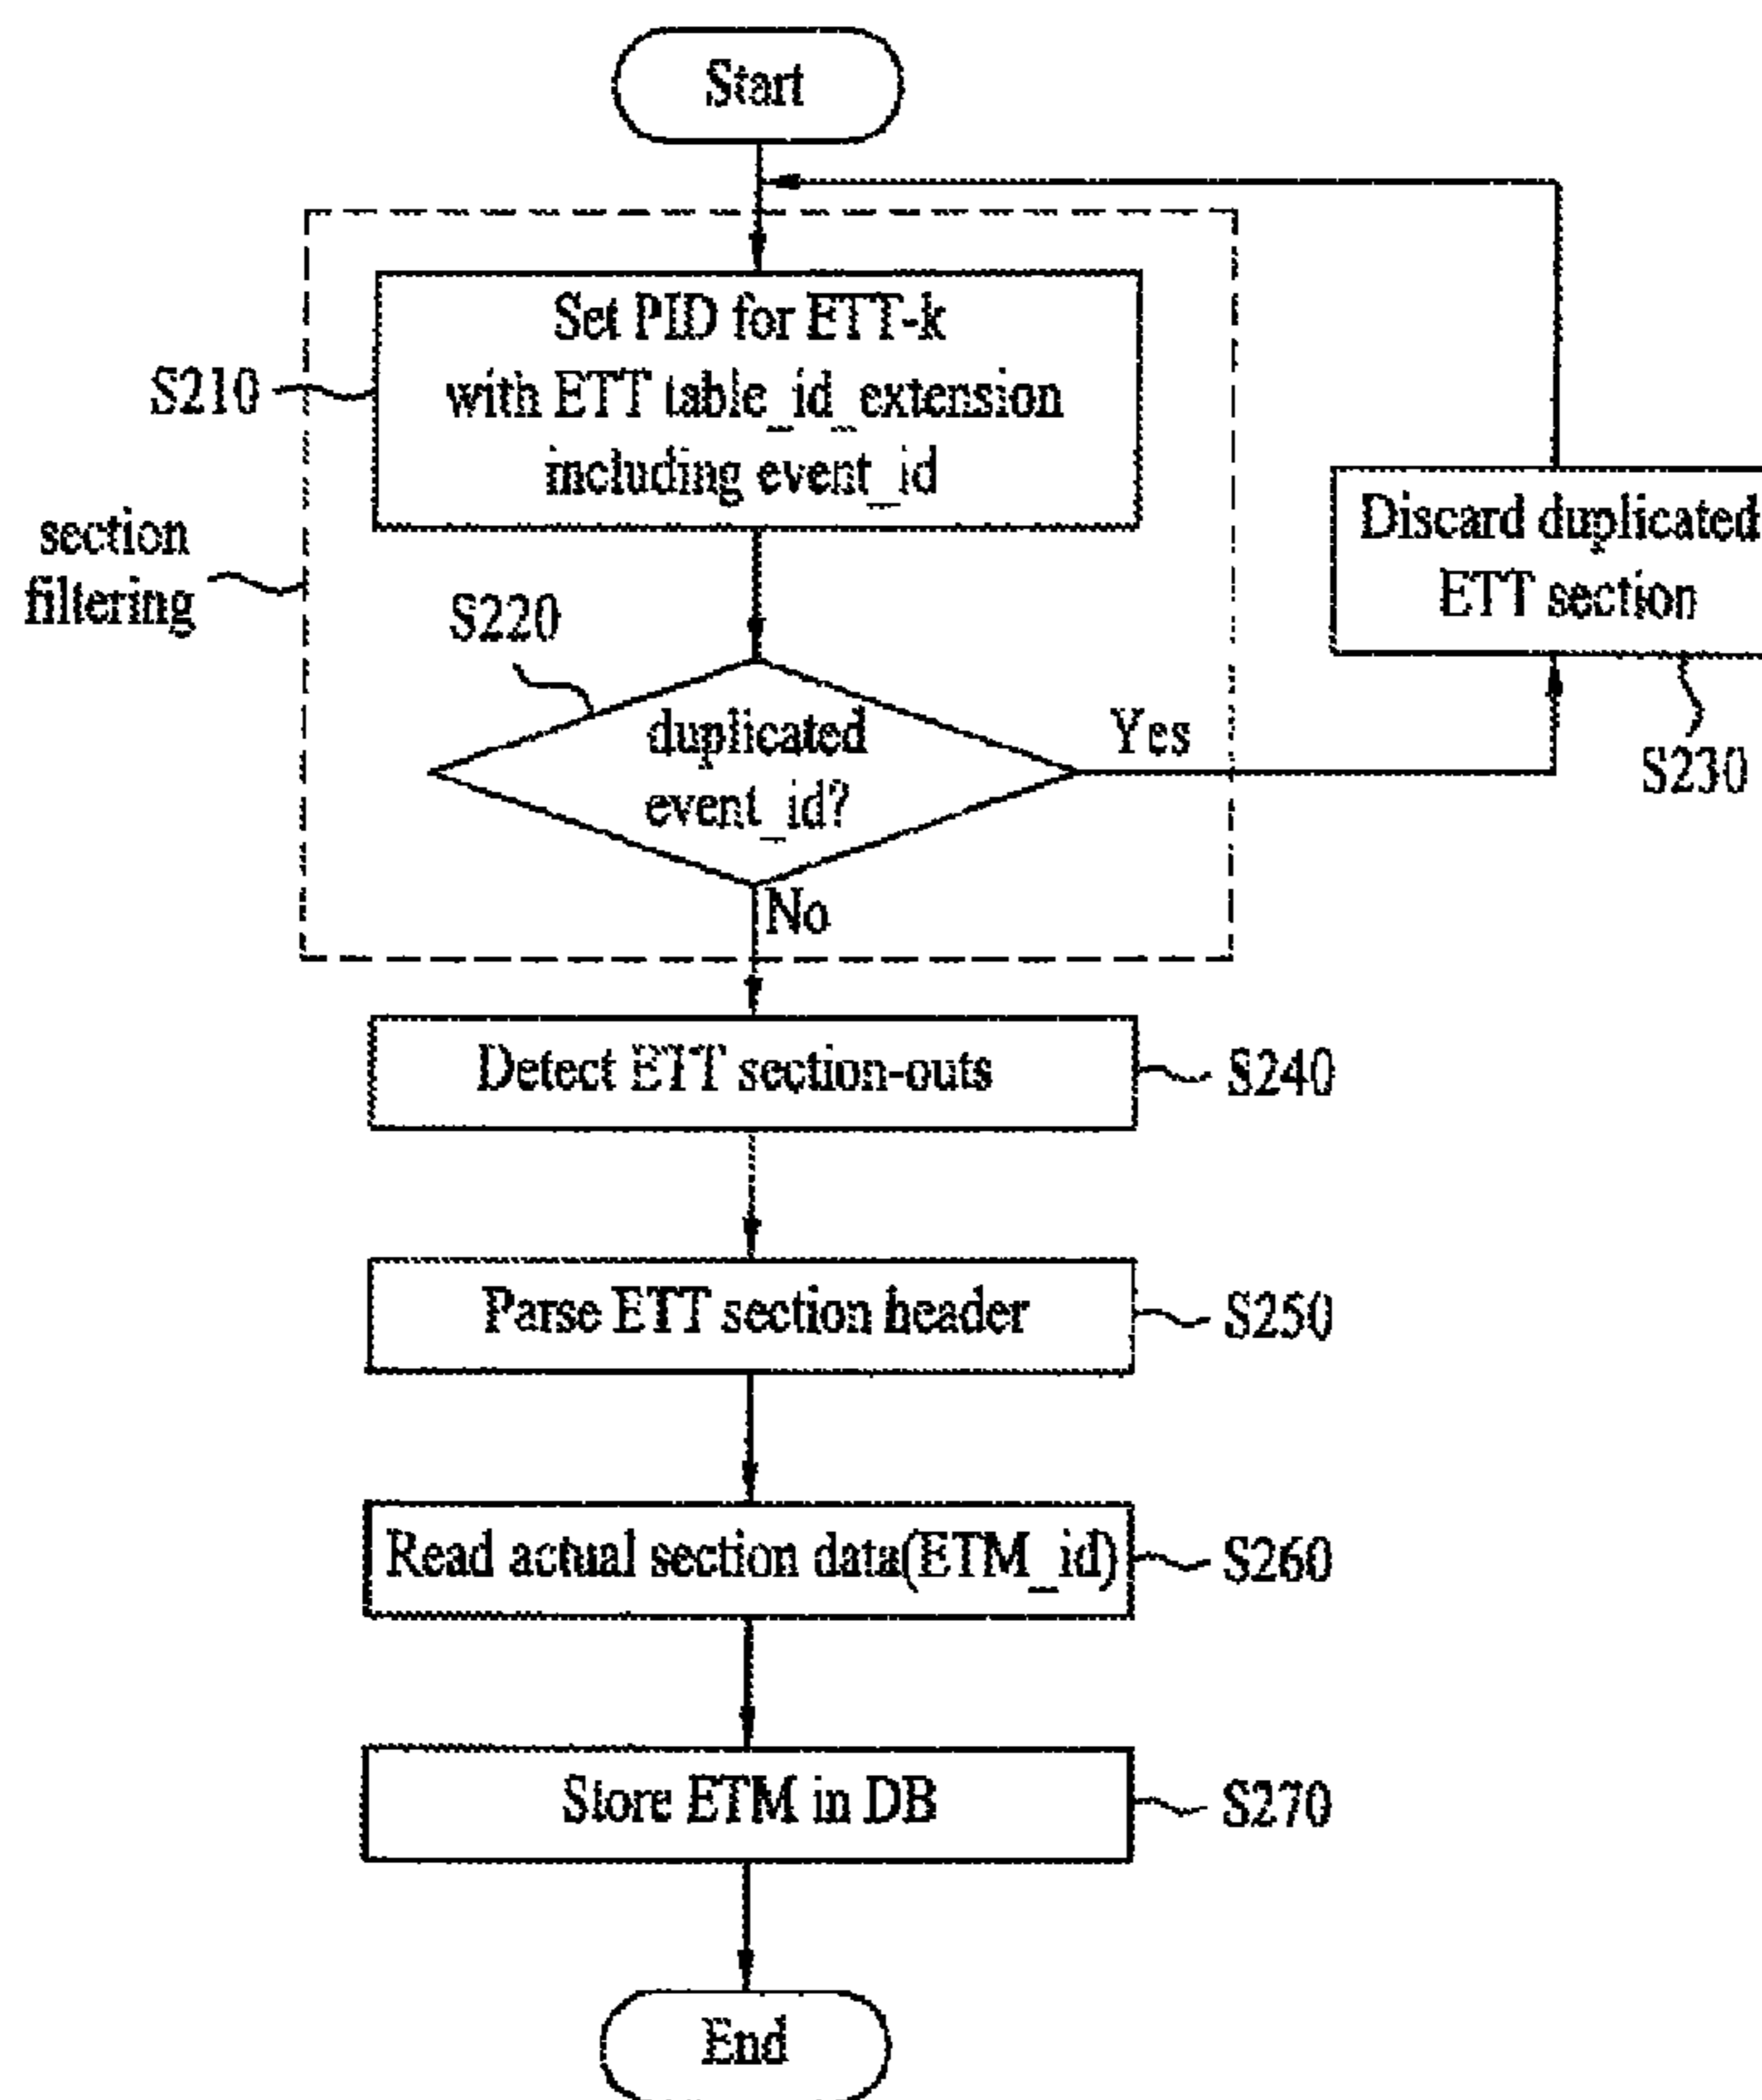 Start
Set PID for ETT-k
S210
with ETT table_id_extension
including event_id
section
filtering
Discard duplicated
ETT section
S220
duplicated
event_id?
Yes
S230
No
Detect ETT section-outs
S240
Parse ETT section header
S250
Read actual section data(ETM_id)
S260
Store ETM in DB
S270
End